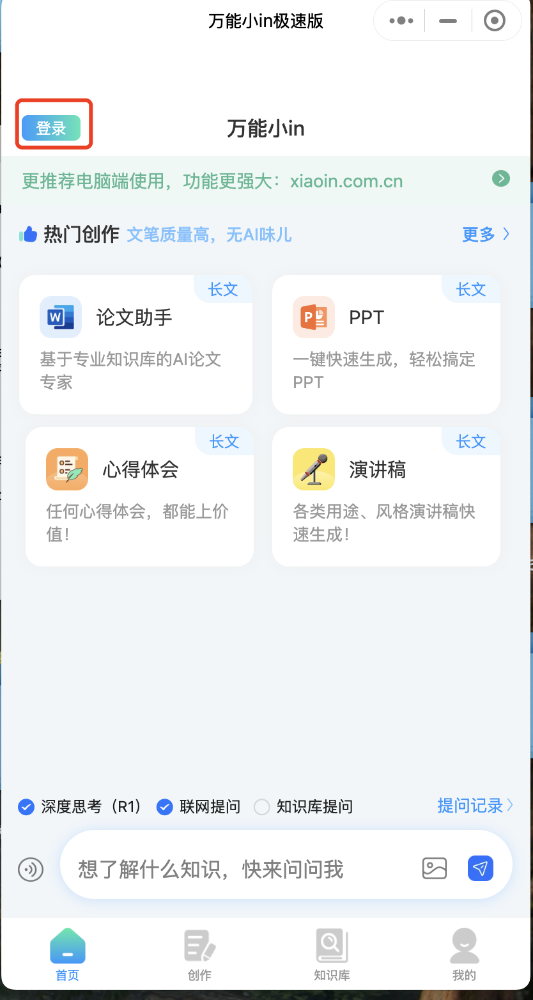 万能小in极速版
登录
万能小in
更推荐电脑端使用，功能更强大：xiaoin.com.cn
热门创作 文笔质量高，无AI味儿 更多
长文
W 论文助手
基于专业知识库的AI论文
专家
长文
P PPT
一键快速生成，轻松搞定
PPT
长文
心得体会
任何心得体会，都能上价
值！
长文
演讲稿
各类用途、风格演讲稿快
速生成！
深度思考（R1） 联网提问 知识库提问 提问记录
想了解什么知识，快来问问我
首页 创作 知识库 我的